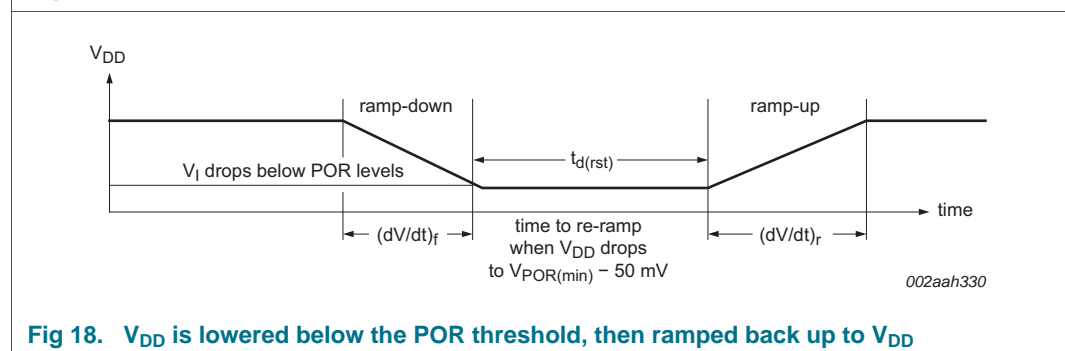 VDD
ramp-down
ramp-up
td(rst)
VI drops below POR levels
time
(dV/dt)f
time to re-ramp
when VDD drops
to VPOR(min) − 50 mV
(dV/dt)r
002aah330
Fig 18. VDD is lowered below the POR threshold, then ramped back up to VDD